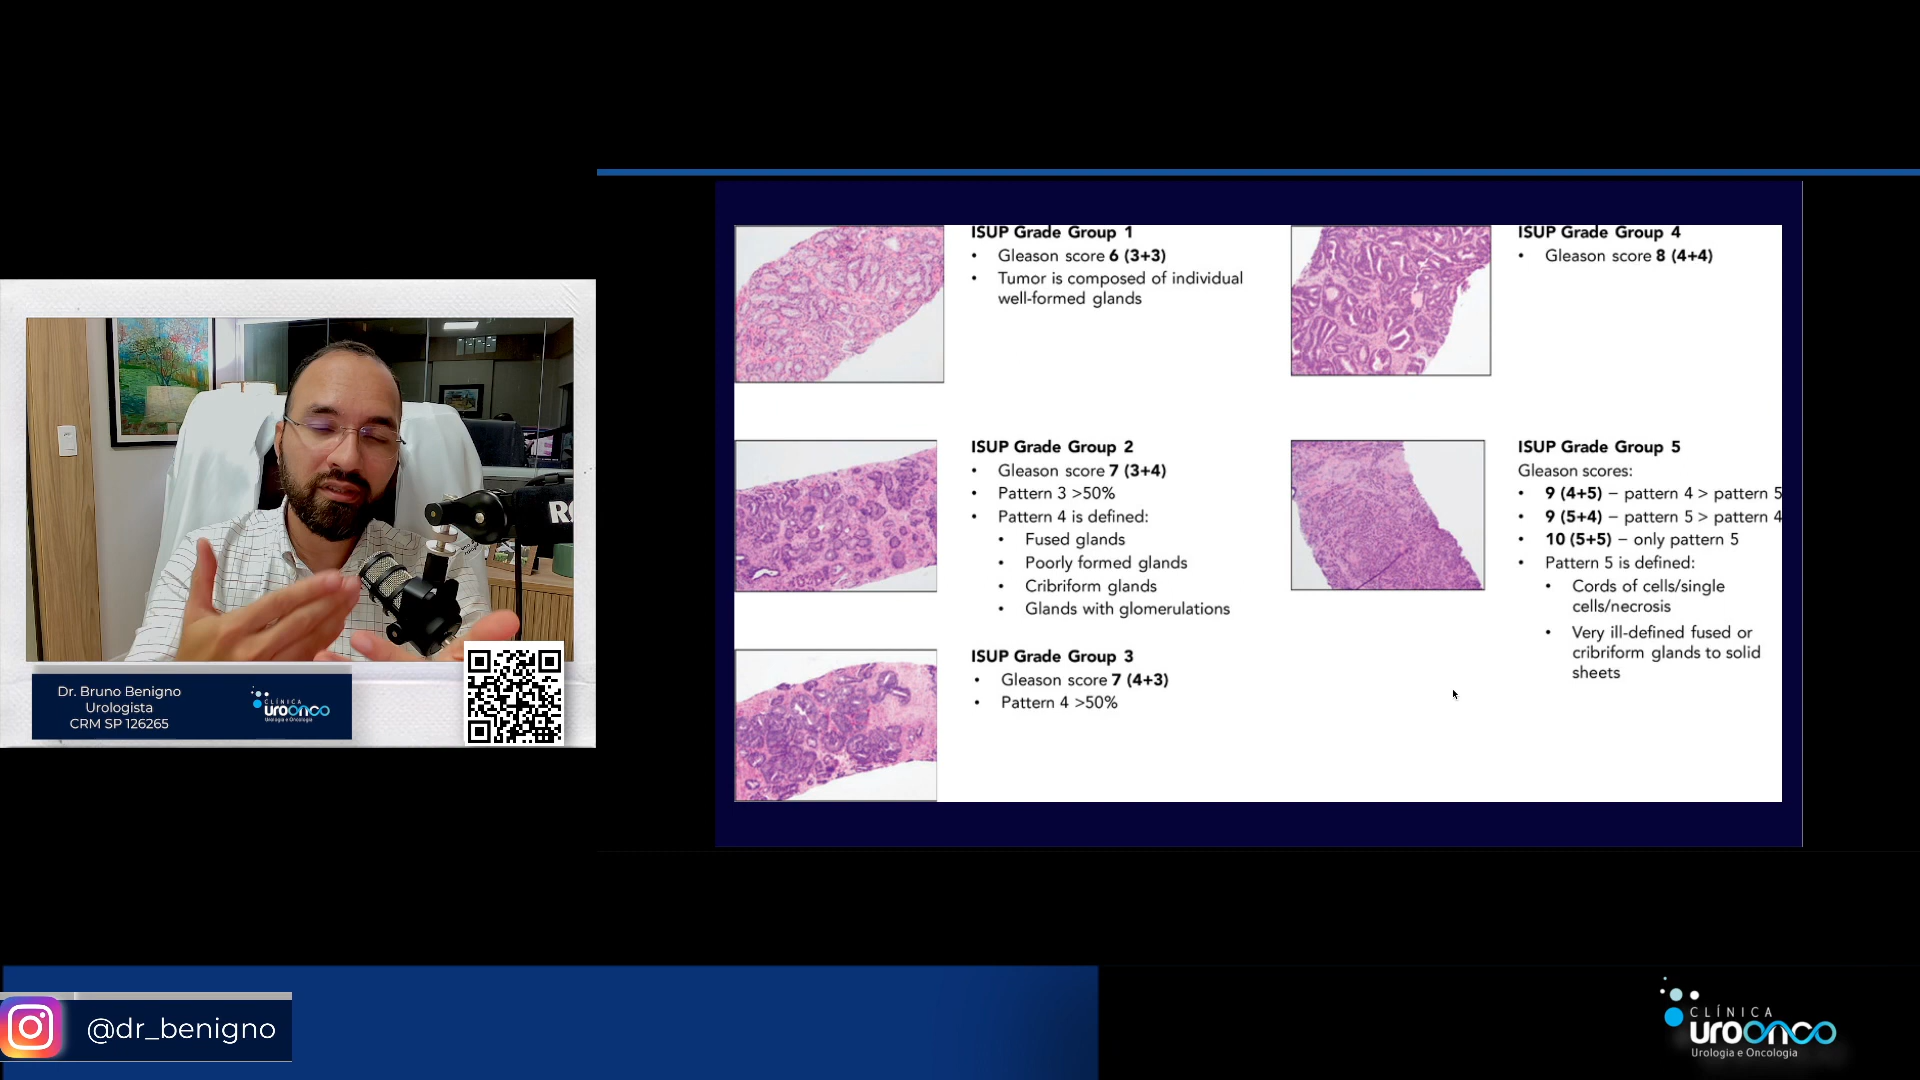 ISUP Grade Group 1
• Gleason score 6 (3+3)
• Tumor is composed of individual
well-formed glands
ISUP Grade Group 2
• Gleason score 7 (3+4)
• Pattern 3 >50%
• Pattern 4 is defined:
• Fused glands
• Poorly formed glands
• Cribriform glands
• Glands with glomerulations
ISUP Grade Group 3
• Gleason score 7 (4+3)
• Pattern 4 >50%
ISUP Grade Group 4
• Gleason score 8 (4+4)
ISUP Grade Group 5
Gleason scores:
• 9 (4+5) – pattern 4 > pattern 5
• 9 (5+4) – pattern 5 > pattern 4
• 10 (5+5) – only pattern 5
• Pattern 5 is defined:
• Cords of cells/single
cells/necrosis
• Very ill-defined fused or
cribriform glands to solid
sheets
Dr. Bruno Benigno
Urologista
CRM SP 126265
CLÍNICA
uroonco
Urologia e Oncologia
@dr_benigno
CLÍNICA
uroonco
Urologia e Oncologia